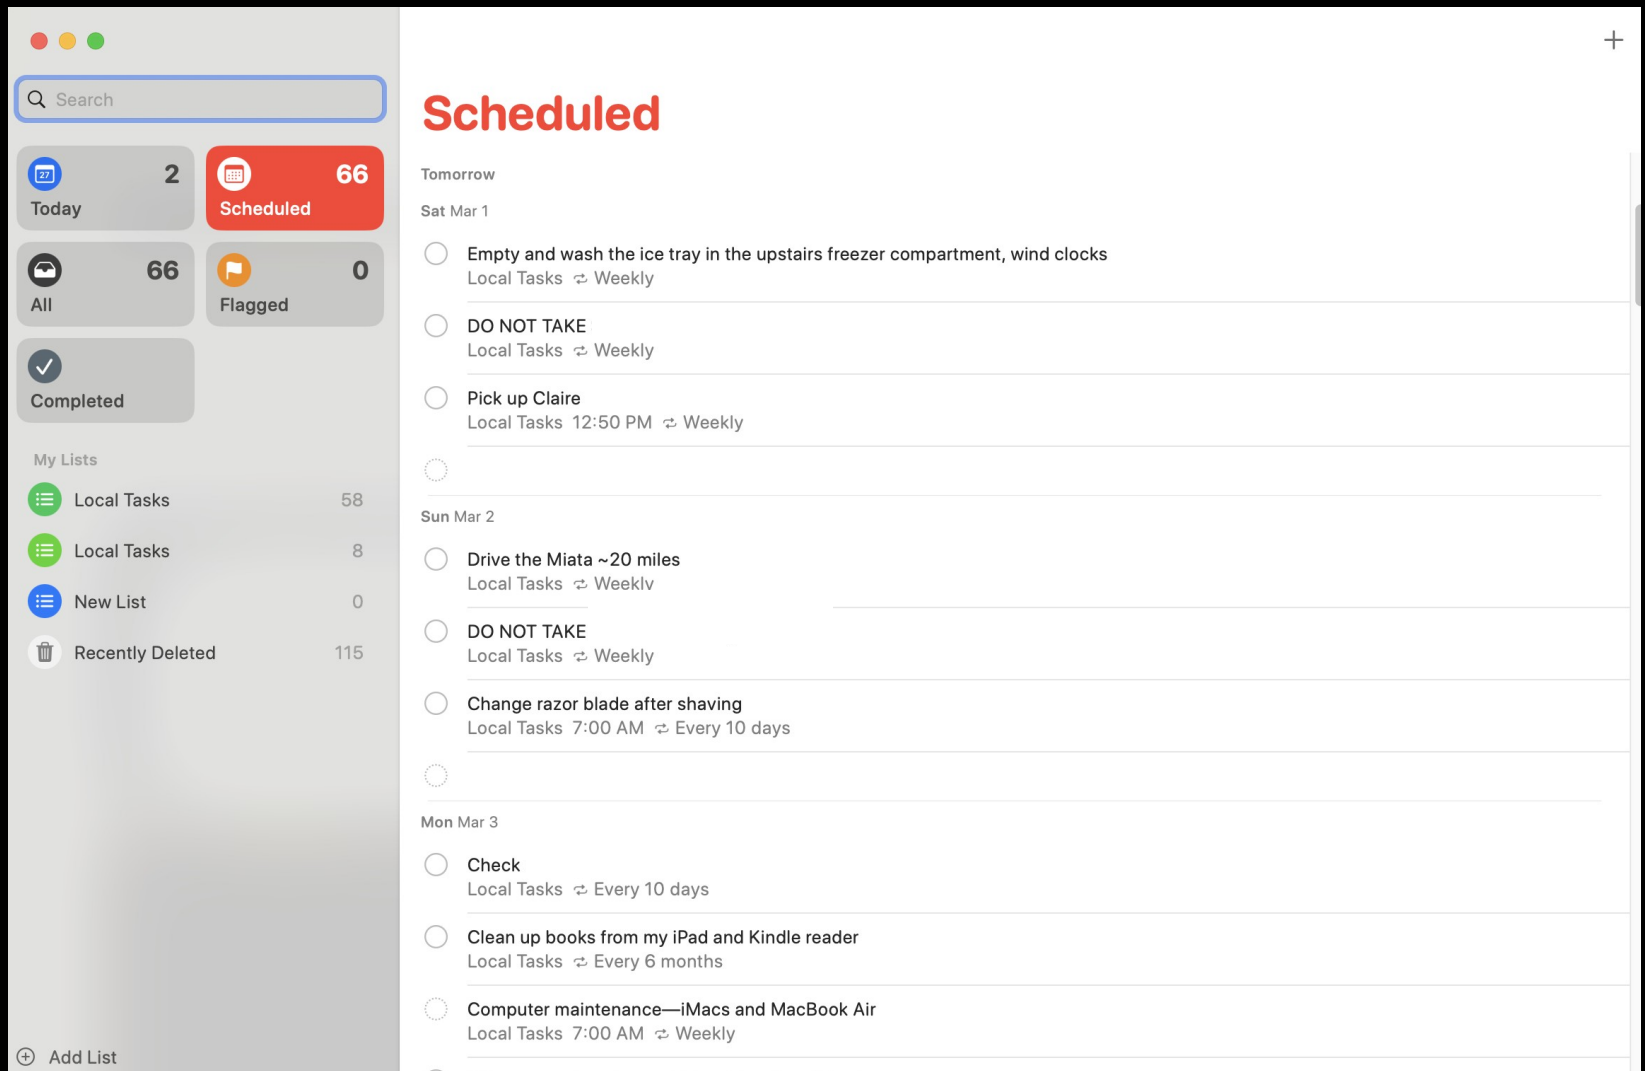 Search
27
2
Today
66
Scheduled
66
All
0
Flagged
Completed
My Lists
Local Tasks 58
Local Tasks 8
New List 0
Recently Deleted 115
Add List
Scheduled
Tomorrow
Sat Mar 1
Empty and wash the ice tray in the upstairs freezer compartment, wind clocks
Local Tasks Weekly
DO NOT TAKE
Local Tasks Weekly
Pick up Claire
Local Tasks 12:50 PM Weekly
Sun Mar 2
Drive the Miata ~20 miles
Local Tasks Weekly
DO NOT TAKE
Local Tasks Weekly
Change razor blade after shaving
Local Tasks 7:00 AM Every 10 days
Mon Mar 3
Check
Local Tasks Every 10 days
Clean up books from my iPad and Kindle reader
Local Tasks Every 6 months
Computer maintenance—iMacs and MacBook Air
Local Tasks 7:00 AM Weekly